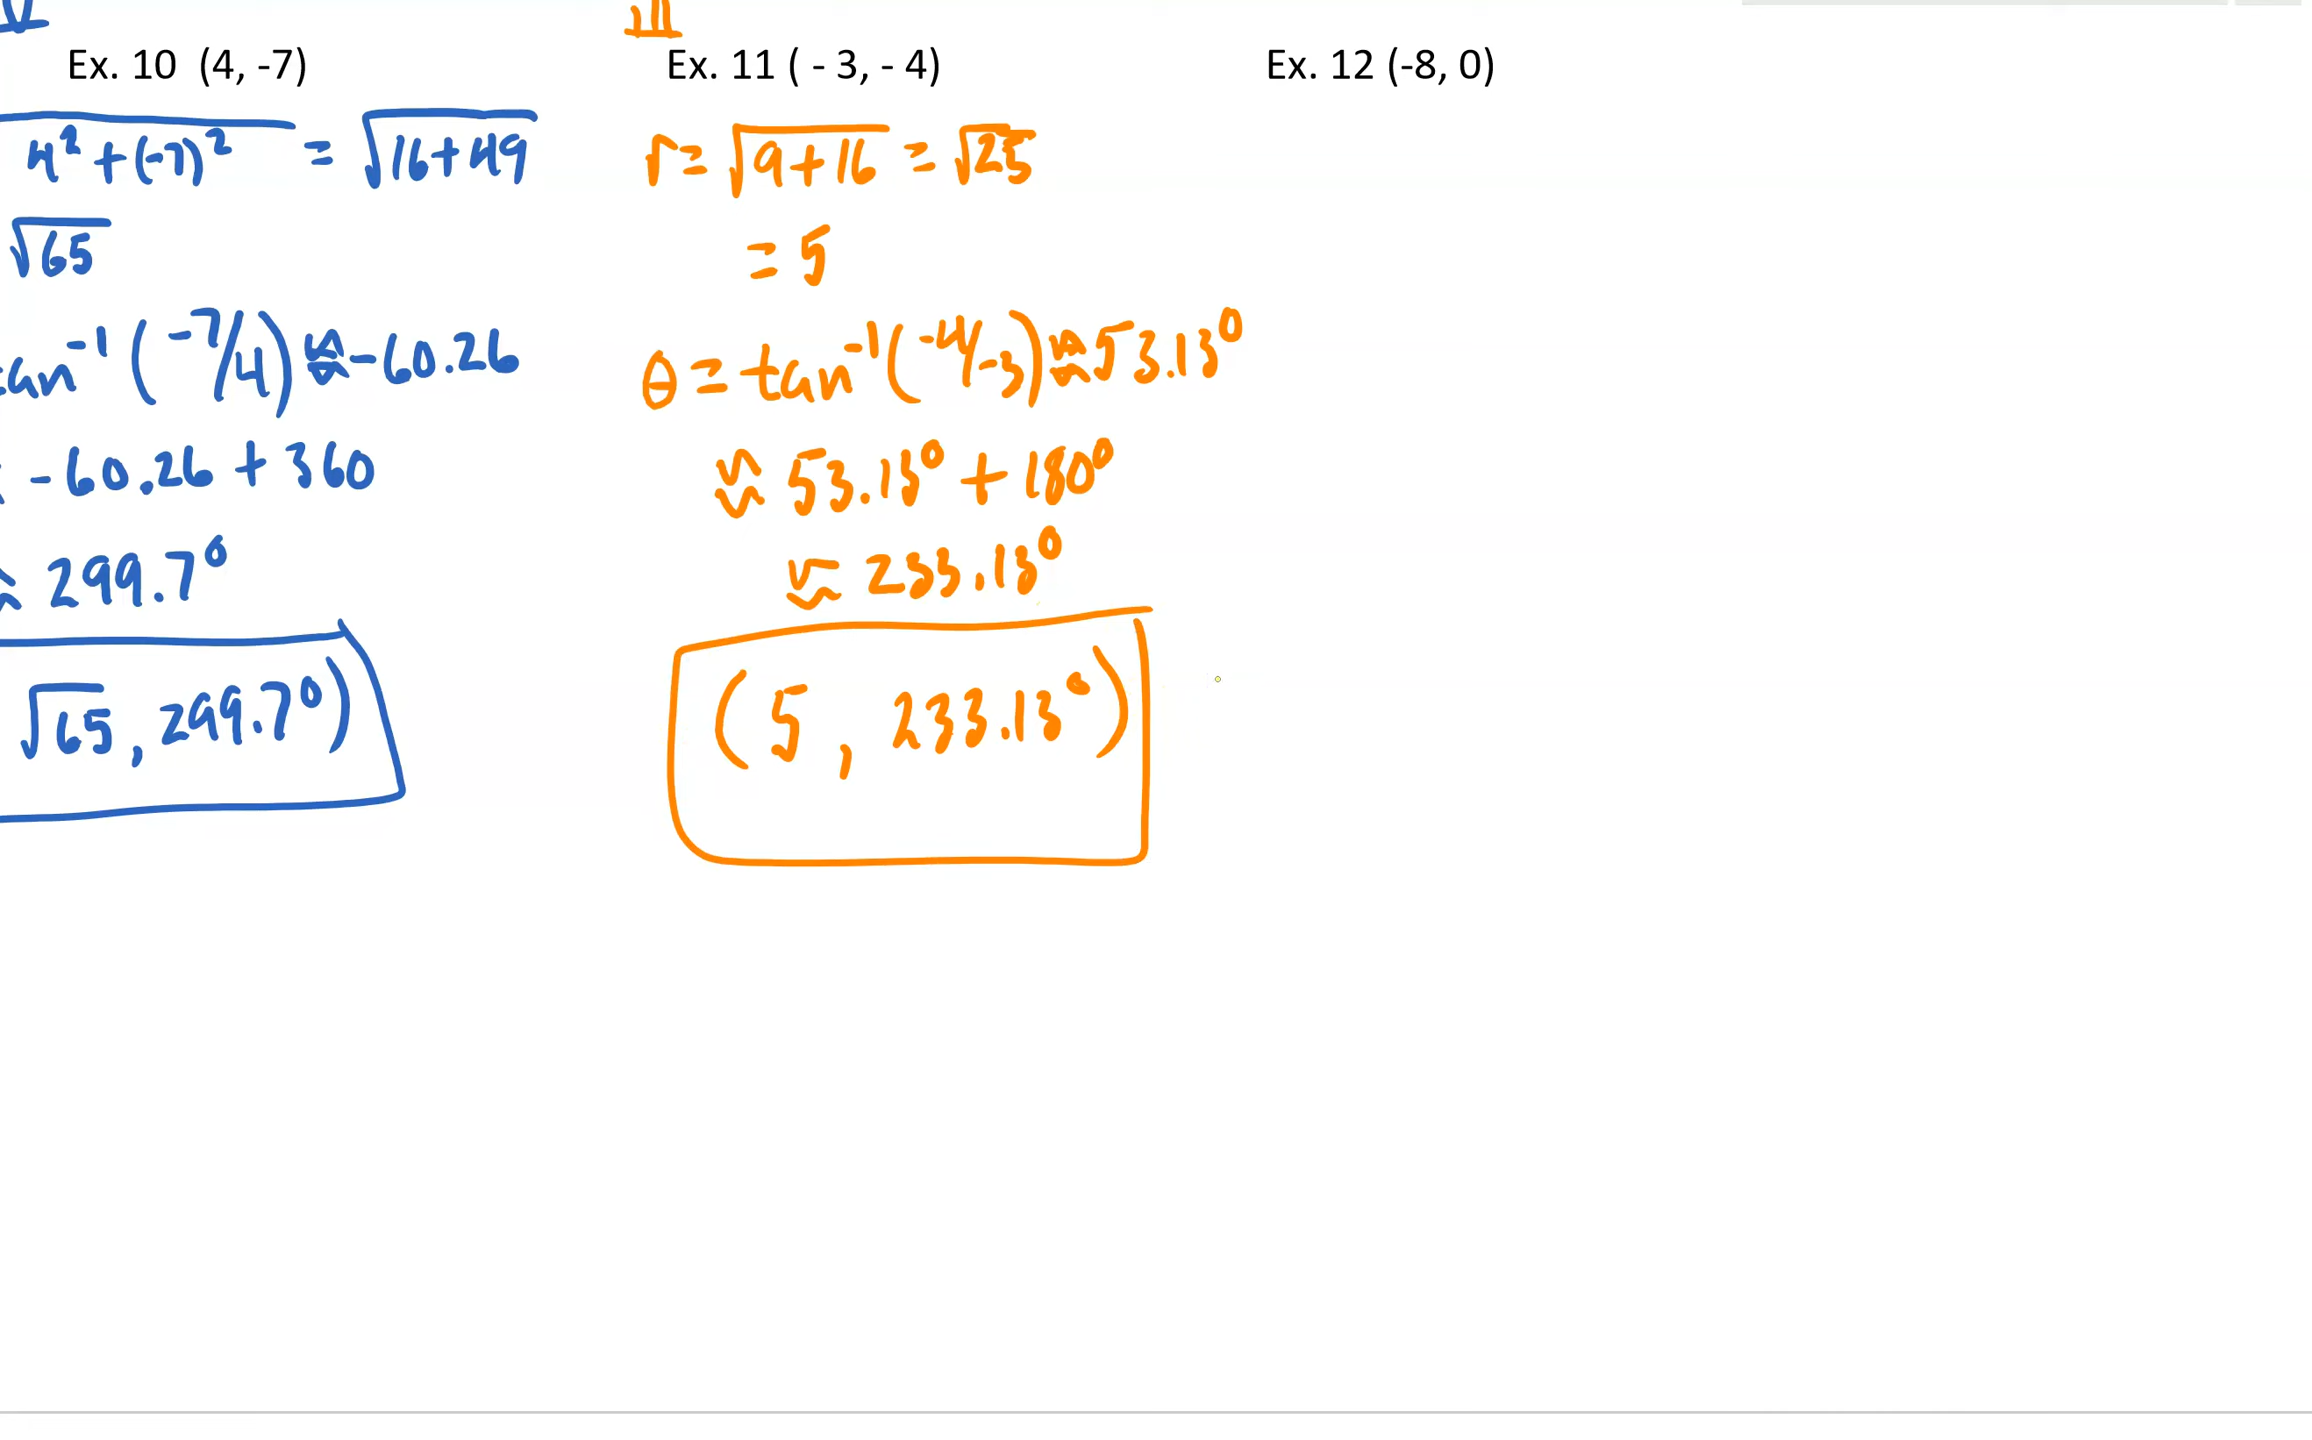 IV
Ex. 10 (4, -7)
4² + (-7)² = √16+49
√65
tan⁻¹(-7/4) ≈ -60.26
-60.26 + 360
≈ 299.7°
√65, 299.7°)
III
Ex. 11 ( - 3, - 4)
r = √9+16 = √25
= 5
θ = tan⁻¹(-4/-3) ≈ 53.13°
≈ 53.13° + 180°
≈ 233.13°
(5, 233.13°)
Ex. 12 (-8, 0)